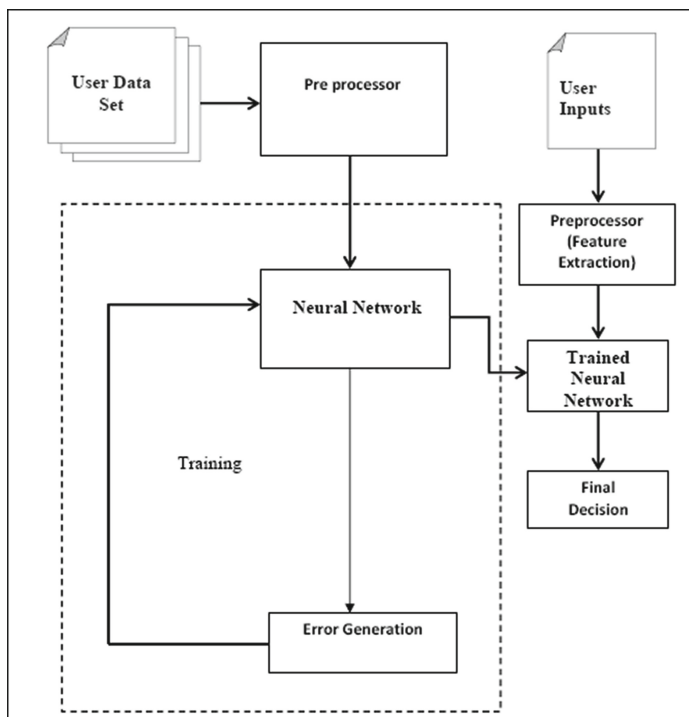 User Data
Set
Pre processor
User
Inputs
Preprocessor
(Feature
Extraction)
Neural Network
Trained
Neural
Network
Training
Final
Decision
Error Generation